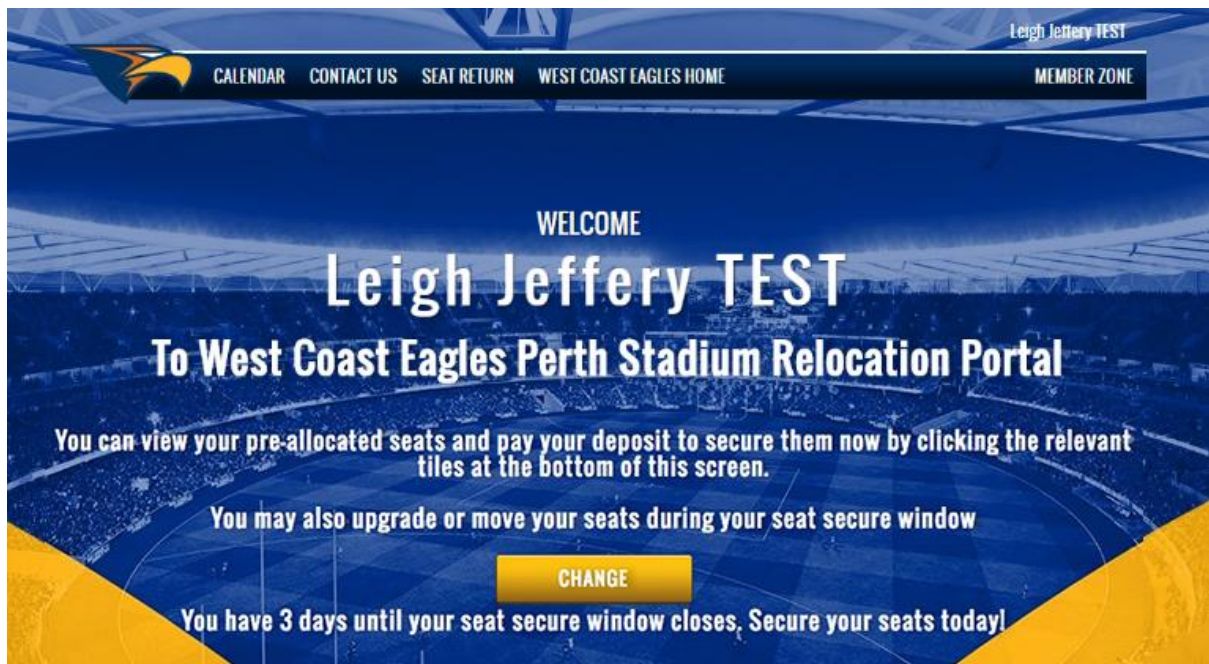 Leigh Jeffery TEST
CALENDAR CONTACT US SEAT RETURN WEST COAST EAGLES HOME MEMBER ZONE
WELCOME
Leigh Jeffery TEST
To West Coast Eagles Perth Stadium Relocation Portal
You can view your pre-allocated seats and pay your deposit to secure them now by clicking the relevant
tiles at the bottom of this screen.
You may also upgrade or move your seats during your seat secure window
CHANGE
You have 3 days until your seat secure window closes, Secure your seats today!